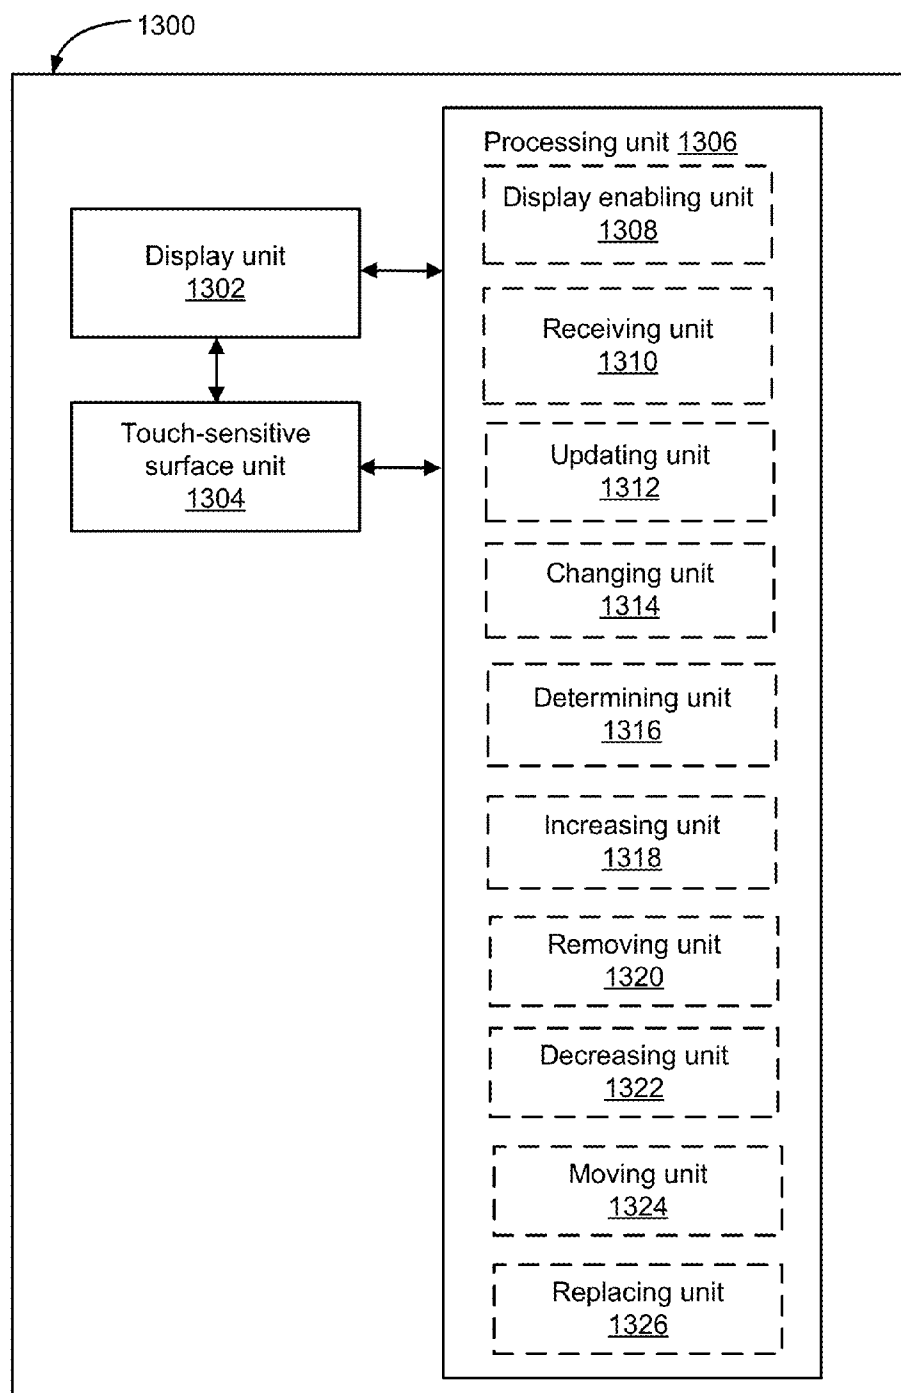 1300
Processing unit 1306
Display enabling unit
1308
Display unit
1302
Receiving unit
1310
Touch-sensitive
surface unit
1304
Updating unit
1312
Changing unit
1314
Determining unit
1316
Increasing unit
1318
Removing unit
1320
Decreasing unit
1322
Moving unit
1324
Replacing unit
1326